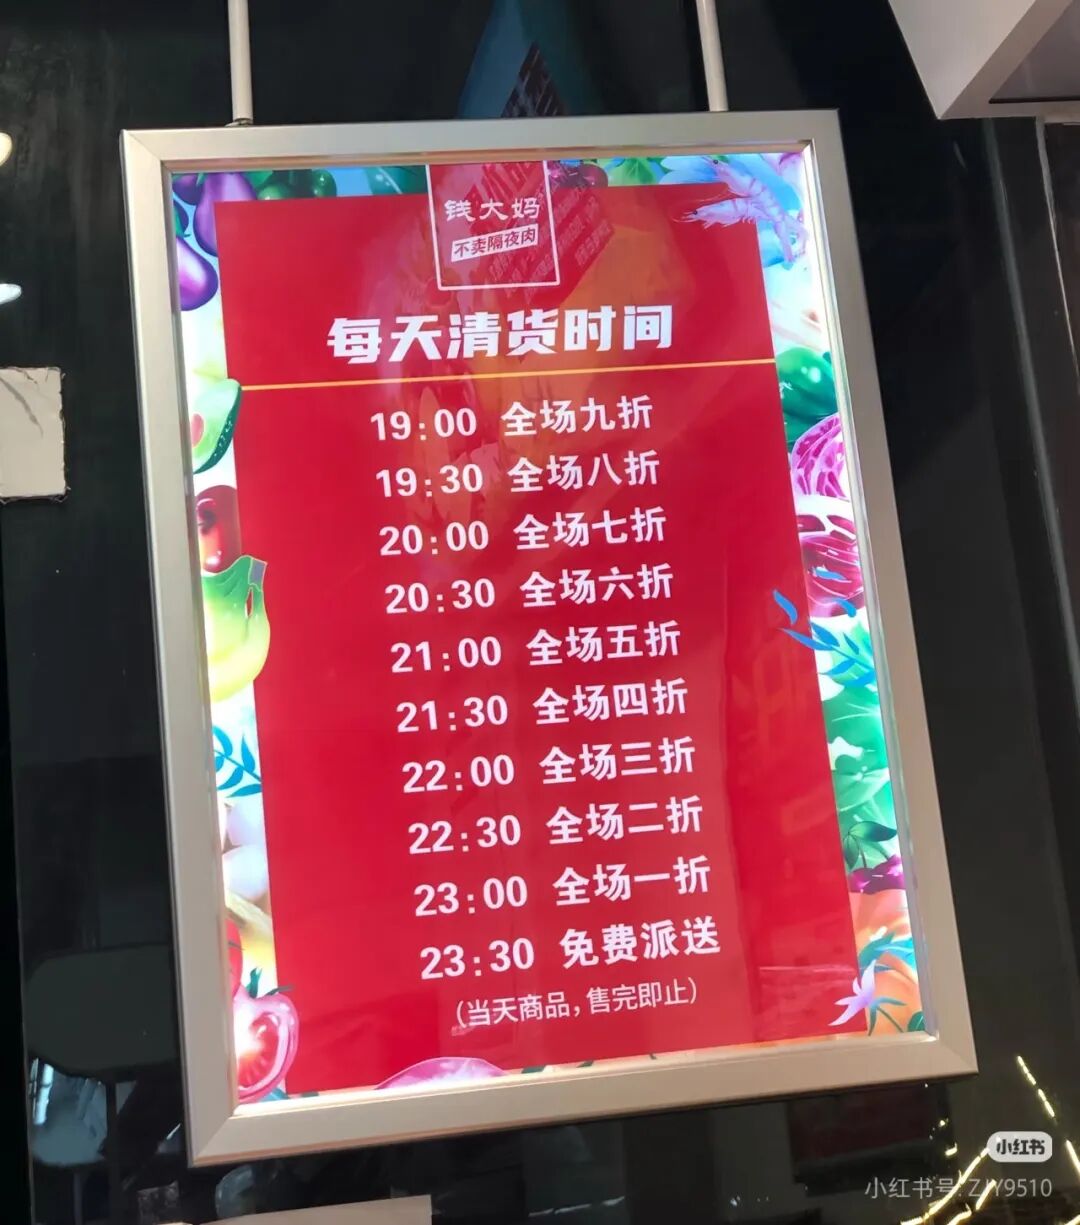 钱大妈
不卖隔夜肉
每天清货时间
19:00 全场九折
19:30 全场八折
20:00 全场七折
20:30 全场六折
21:00 全场五折
21:30 全场四折
22:00 全场三折
22:30 全场二折
23:00 全场一折
23:30 免费派送
(当天商品,售完即止)
小红书
小红书号: ZJY9510